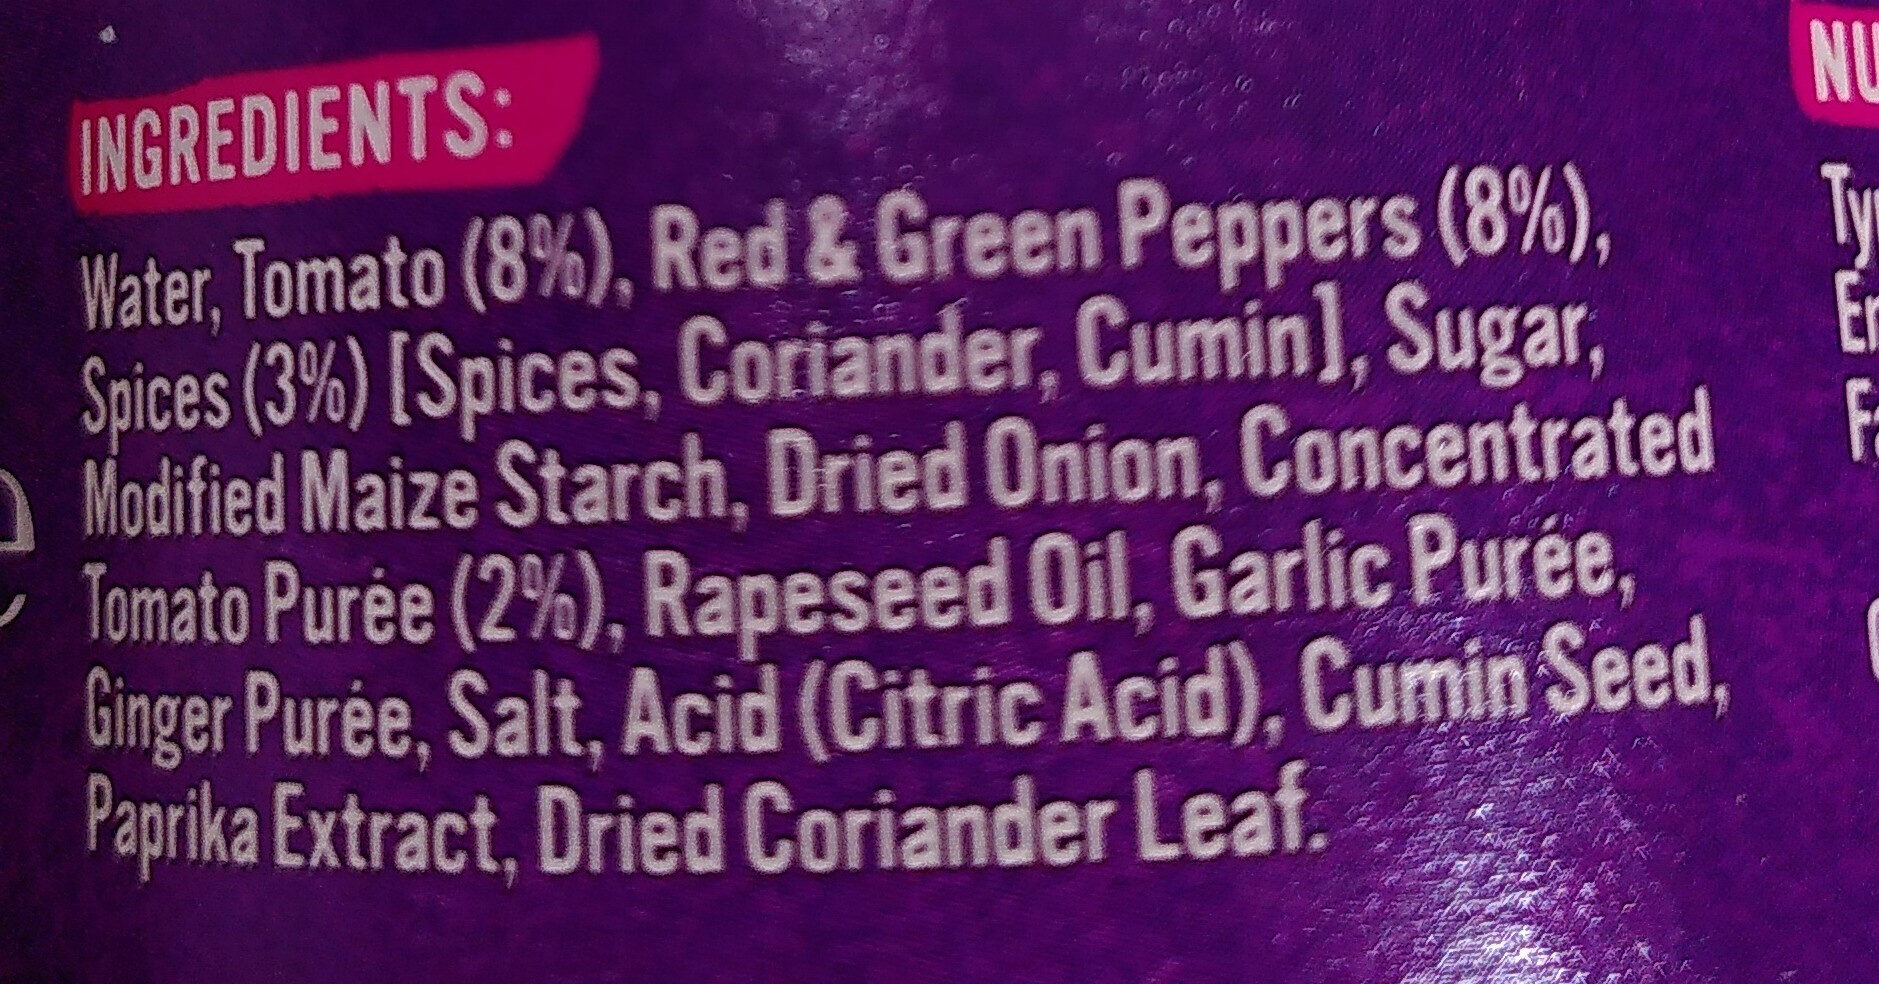 INGREDIENTS:
Water, Tomato (8%), Red & Green Peppers (8%),
Spices (3%) [Spices, Coriander, Cumin], Sugar,
Modified Maize Starch, Dried Onion, Concentrated
Tomato Purée (2%), Rapeseed Oil, Garlic Purée,
Ginger Purée, Salt, Acid (Citric Acid), Cumin Seed,
Paprika Extract, Dried Coriander Leaf.